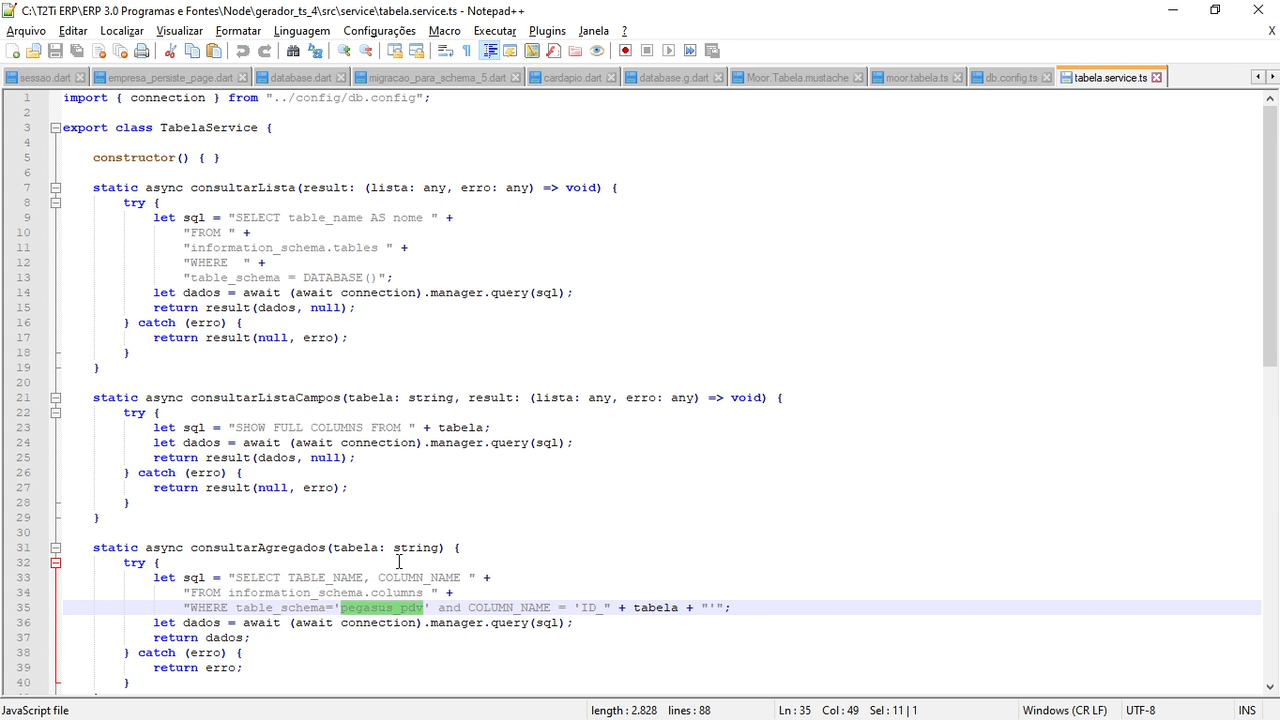 C:\T2Ti ERP\ERP 3.0 Programas e Fontes\Node\gerador_ts_4\src\service\tabela.service.ts - Notepad++
Arquivo Editar Localizar Visualizar Formatar Linguagem Configurações Macro Executar Plugins Janela ? X
sessao.dart empresa_persiste_page.dart database.dart migracao_para_schema_5.dart cardapio.dart database.g.dart Moor.Tabela.mustache moor.tabela.ts db.config.ts tabela.service.ts
1 import { connection } from "../config/db.config";
2
3 export class TabelaService {
4
5 constructor() { }
6
7 static async consultarLista(result: (lista: any, erro: any) => void) {
8 try {
9 let sql = "SELECT table_name AS nome " +
10 "FROM " +
11 "information_schema.tables " +
12 "WHERE  " +
13 "table_schema = DATABASE()";
14 let dados = await (await connection).manager.query(sql);
15 return result(dados, null);
16 } catch (erro) {
17 return result(null, erro);
18 }
19 }
20
21 static async consultarListaCampos(tabela: string, result: (lista: any, erro: any) => void) {
22 try {
23 let sql = "SHOW FULL COLUMNS FROM " + tabela;
24 let dados = await (await connection).manager.query(sql);
25 return result(dados, null);
26 } catch (erro) {
27 return result(null, erro);
28 }
29 }
30
31 static async consultarAgregados(tabela: string) {
32 try {
33 let sql = "SELECT TABLE_NAME, COLUMN_NAME " +
34 "FROM information_schema.columns " +
35 "WHERE table_schema='pegasus_pdv' and COLUMN_NAME = 'ID_" + tabela + "'";
36 let dados = await (await connection).manager.query(sql);
37 return dados;
38 } catch (erro) {
39 return erro;
40 }
JavaScript file length : 2.828 lines : 88 Ln : 35 Col : 49 Sel : 11 | 1 Windows (CR LF) UTF-8 INS